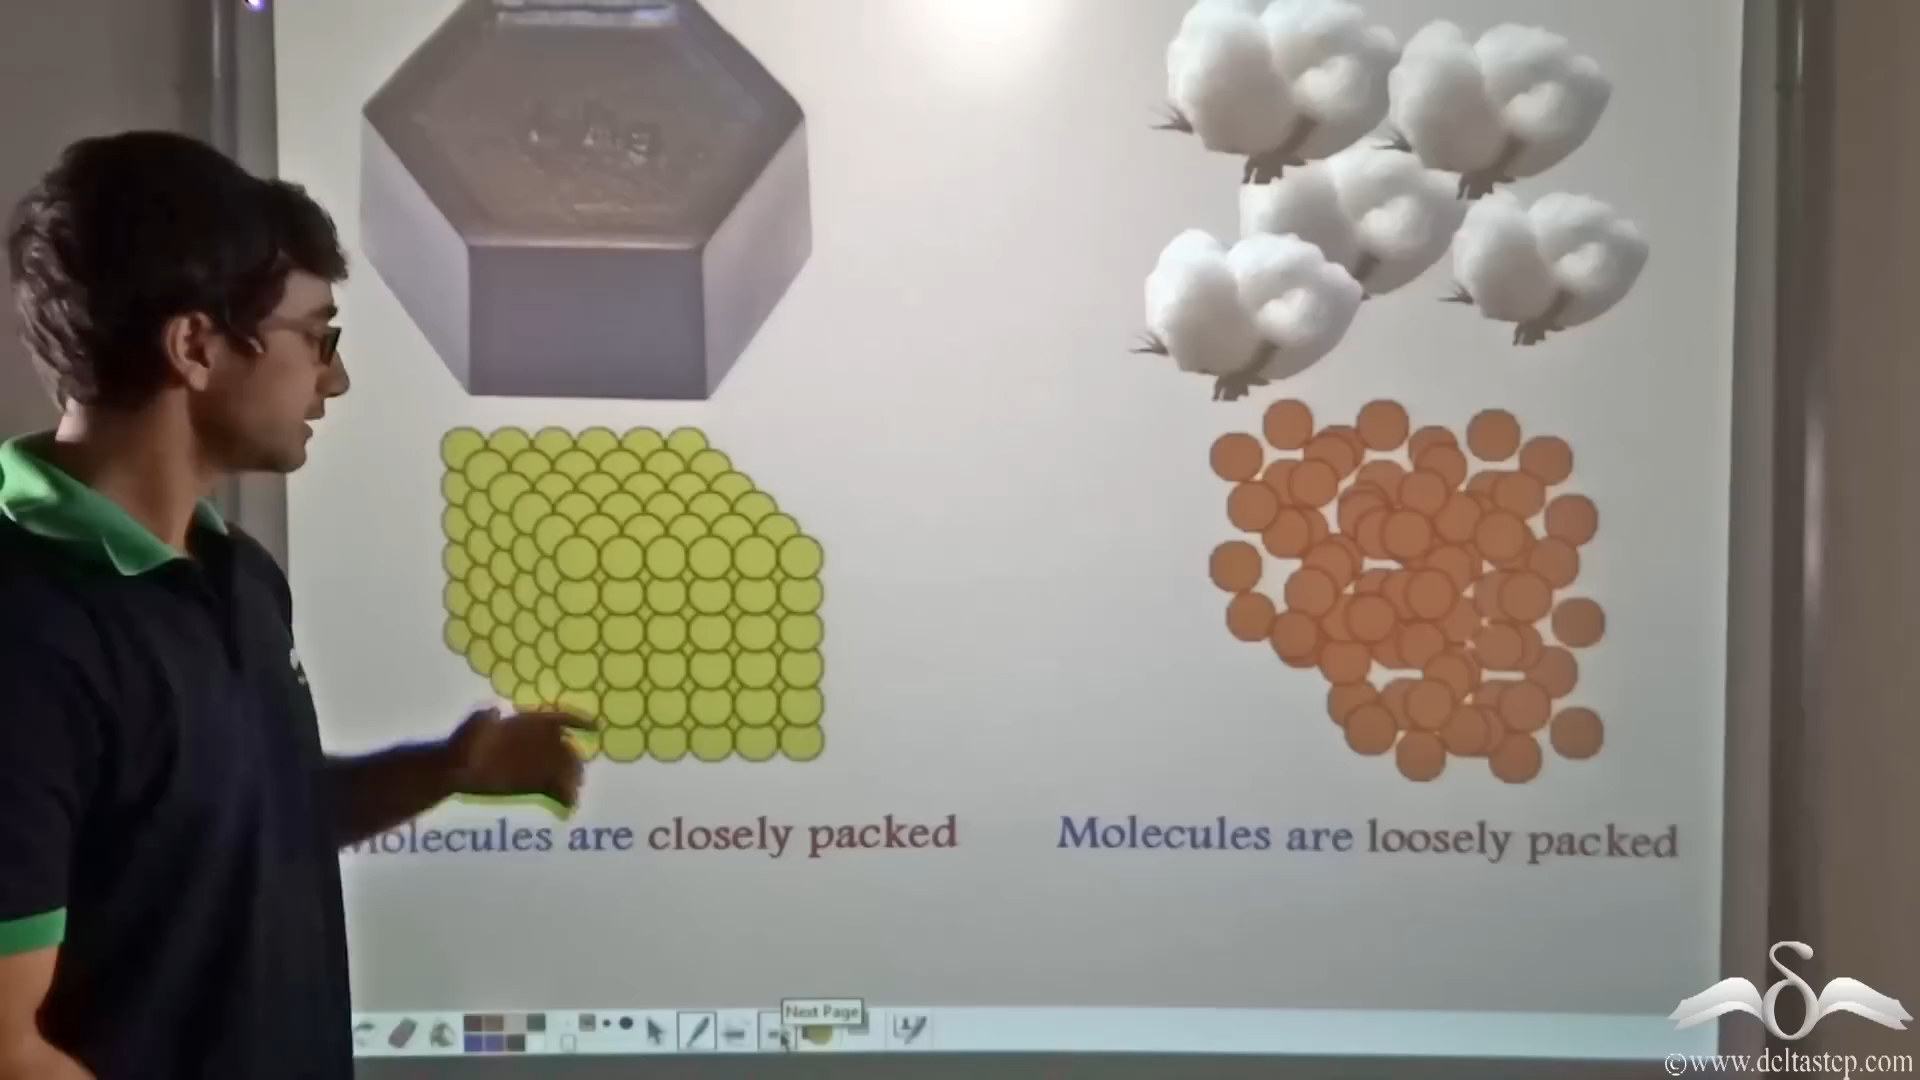 Molecules are closely packed
Molecules are loosely packed
Next Page
©www.deltastep.com